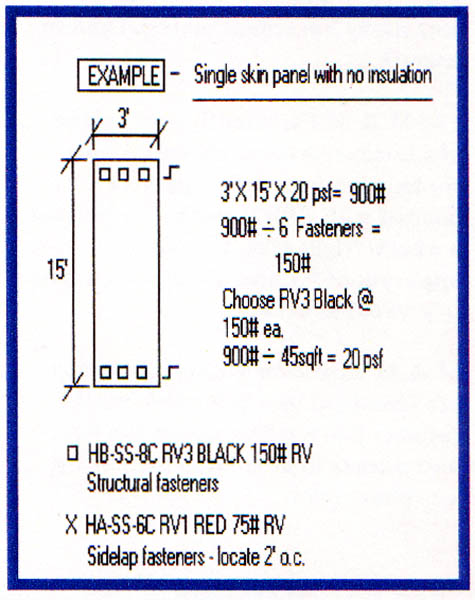 EXAMPLE - Single skin panel with no insulation
3'
15'
3' X 15' X 20 psf= 900#
900# ÷ 6 Fasteners =
150#
Choose RV3 Black @
150# ea.
900# ÷ 45sqft = 20 psf
HB-SS-8C RV3 BLACK 150# RV
Structural fasteners
X HA-SS-6C RV1 RED 75# RV
Sidelap fasteners - locate 2' o.c.